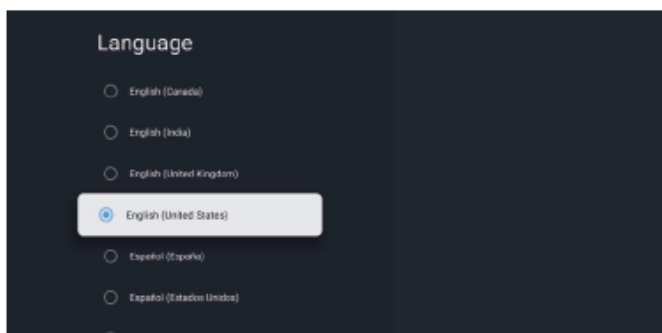 Language
English (Canada)
English (India)
English (United Kingdom)
English (United States)
Español (España)
Español (Estados Unidos)